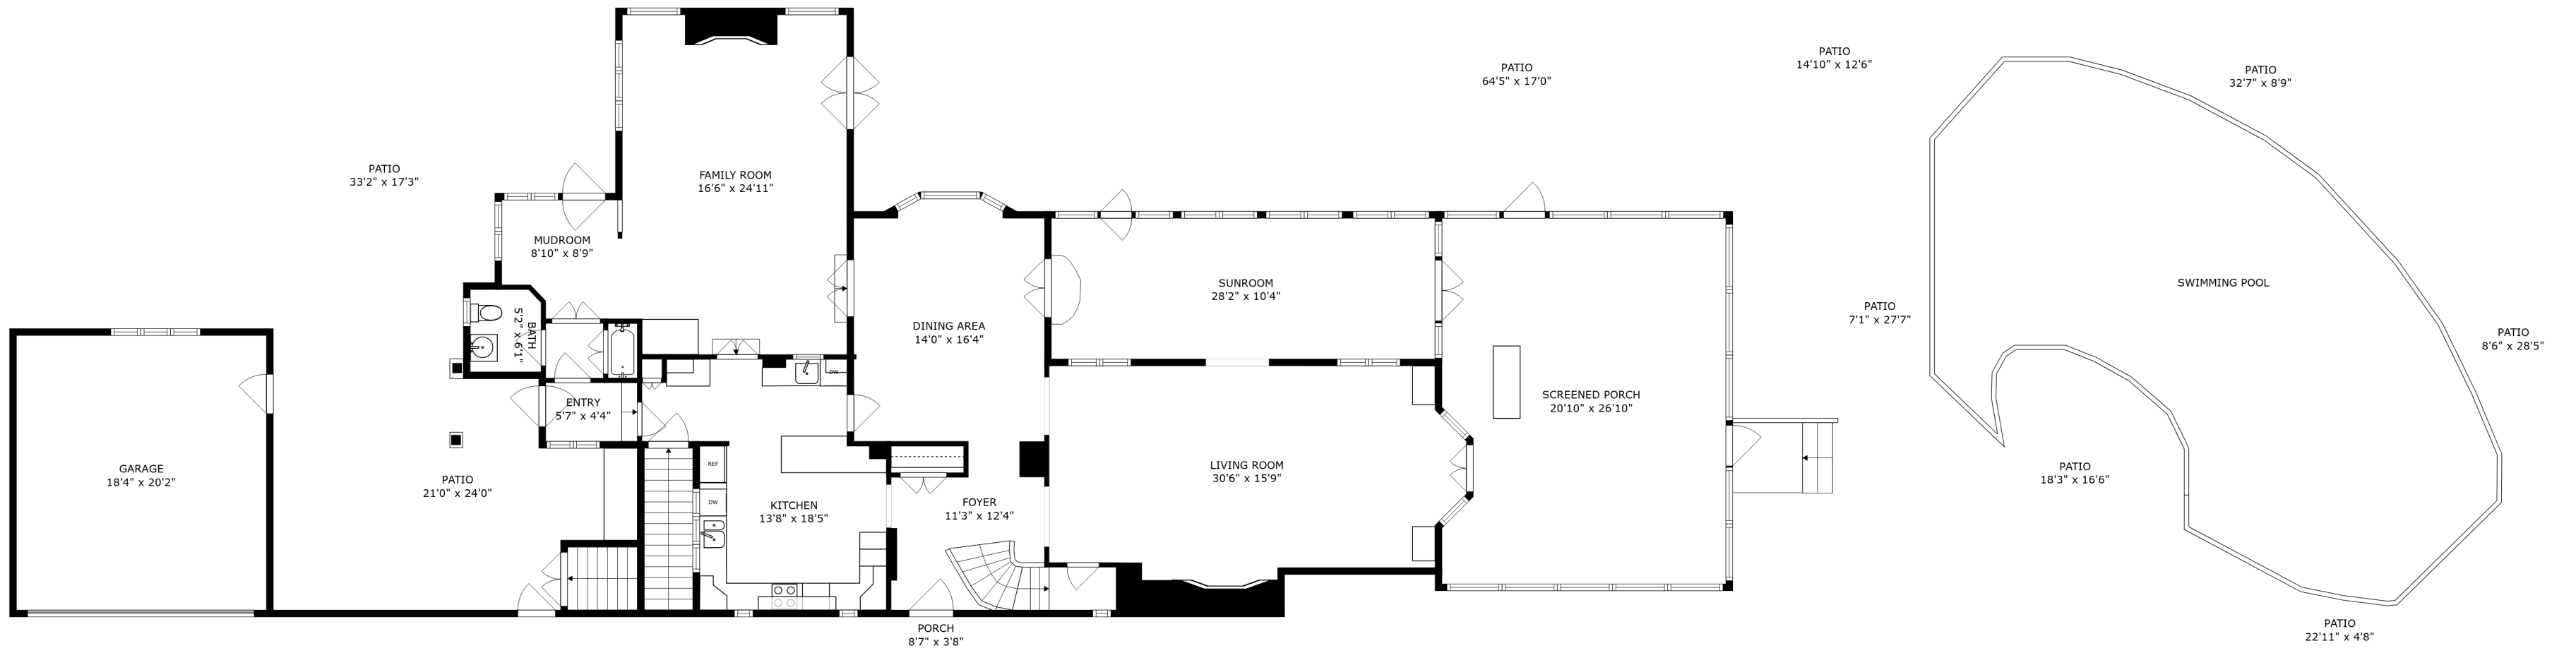 PATIO
14'10" x 12'6"
PATIO
64'5" x 17'0"
PATIO
32'7" x 8'9"
PATIO
33'2" x 17'3"
FAMILY ROOM
16'6" x 24'11"
MUDROOM
8'10" x 8'9"
SUNROOM
28'2" x 10'4"
SWIMMING POOL
BATH
5'2" x 6'1"
DINING AREA
14'0" x 16'4"
PATIO
7'1" x 27'7"
PATIO
8'6" x 28'5"
DW
ENTRY
5'7" x 4'4"
SCREENED PORCH
20'10" x 26'10"
GARAGE
18'4" x 20'2"
PATIO
21'0" x 24'0"
REF
DW
KITCHEN
13'8" x 18'5"
FOYER
11'3" x 12'4"
LIVING ROOM
30'6" x 15'9"
PATIO
18'3" x 16'6"
PORCH
8'7" x 3'8"
PATIO
22'11" x 4'8"